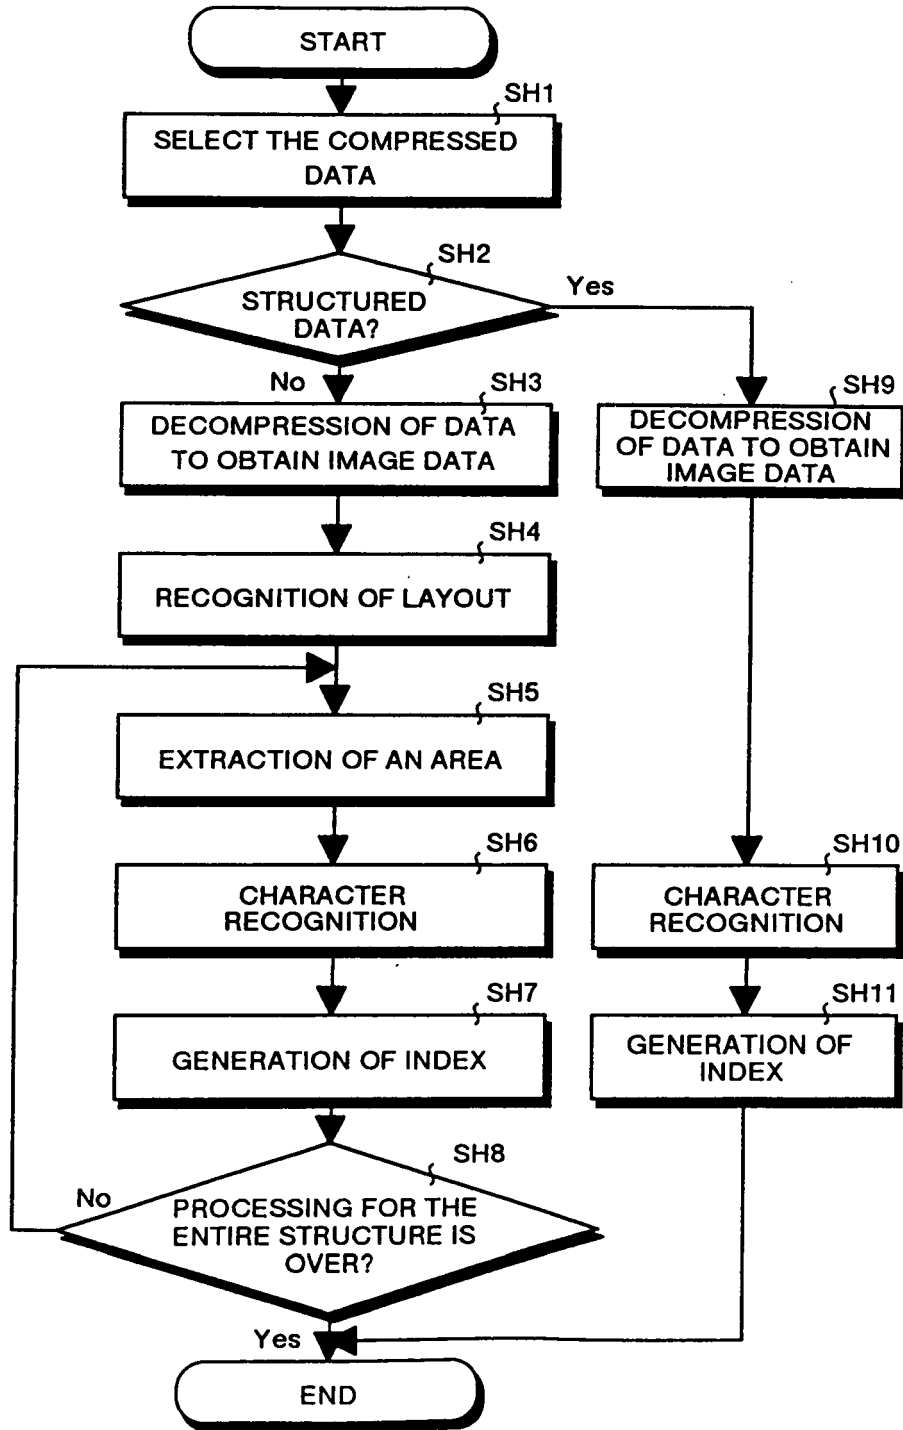 START
SH1
SELECT THE COMPRESSED
DATA
SH2
STRUCTURED
DATA?
Yes
No
SH3
DECOMPRESSION OF DATA
TO OBTAIN IMAGE DATA
SH9
DECOMPRESSION
OF DATA TO OBTAIN
IMAGE DATA
SH4
RECOGNITION OF LAYOUT
SH5
EXTRACTION OF AN AREA
SH6
CHARACTER
RECOGNITION
SH10
CHARACTER
RECOGNITION
SH7
GENERATION OF INDEX
SH11
GENERATION OF
INDEX
SH8
PROCESSING FOR THE
ENTIRE STRUCTURE IS
OVER?
No
Yes
END